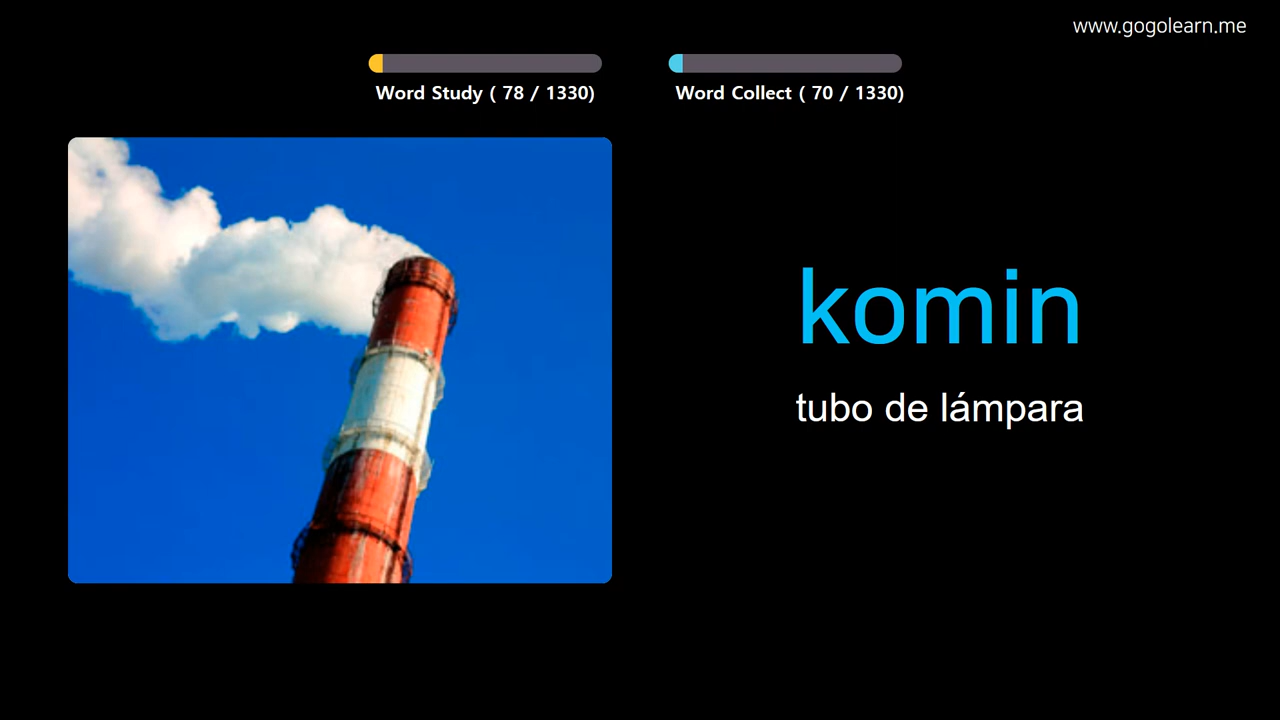 www.gogolearn.me
Word Study ( 78 / 1330)
Word Collect ( 70 / 1330)
komin
tubo de lámpara